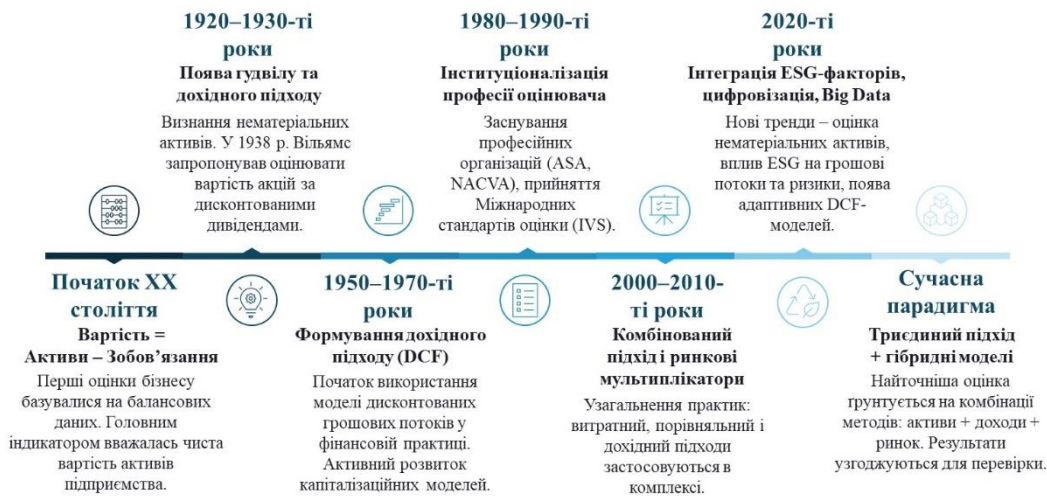 1920–1930-ті
роки
Поява гудвілу та
дохідного підходу
Визнання нематеріальних
активів. У 1938 р. Вільямс
запропонував оцінювати
вартість акцій за
дисконтованими
дивідендами.
1980–1990-ті
роки
Інституціоналізація
професії оцінювача
Заснування
професійних
організацій (ASA,
NACVA), прийняття
Міжнародних
стандартів оцінки (IVS).
2020-ті
роки
Інтеграція ESG-факторів,
цифровізація, Big Data
Нові тренди – оцінка
нематеріальних активів,
вплив ESG на грошові
потоки та ризики, поява
адаптивних DCF-
моделей.
Початок XX
століття
Вартість =
Активи – Зобов’язання
Перші оцінки бізнесу
базувалися на балансових
даних. Головним
індикатором вважалась чиста
вартість активів
підприємства.
1950–1970-ті
роки
Формування дохідного
підходу (DCF)
Початок використання
моделі дисконтованих
грошових потоків у
фінансовій практиці.
Активний розвиток
капіталізаційних моделей.
2000–2010-
ті роки
Комбінований
підхід і ринкові
мультиплікатори
Узагальнення практик:
витратний, порівняльний і
дохідний підходи
застосовуються в
комплексі.
Сучасна
парадигма
Триєдиний підхід
+ гібридні моделі
Найточніша оцінка
ґрунтується на комбінації
методів: активи + доходи +
ринок. Результати
узгоджуються для перевірки.